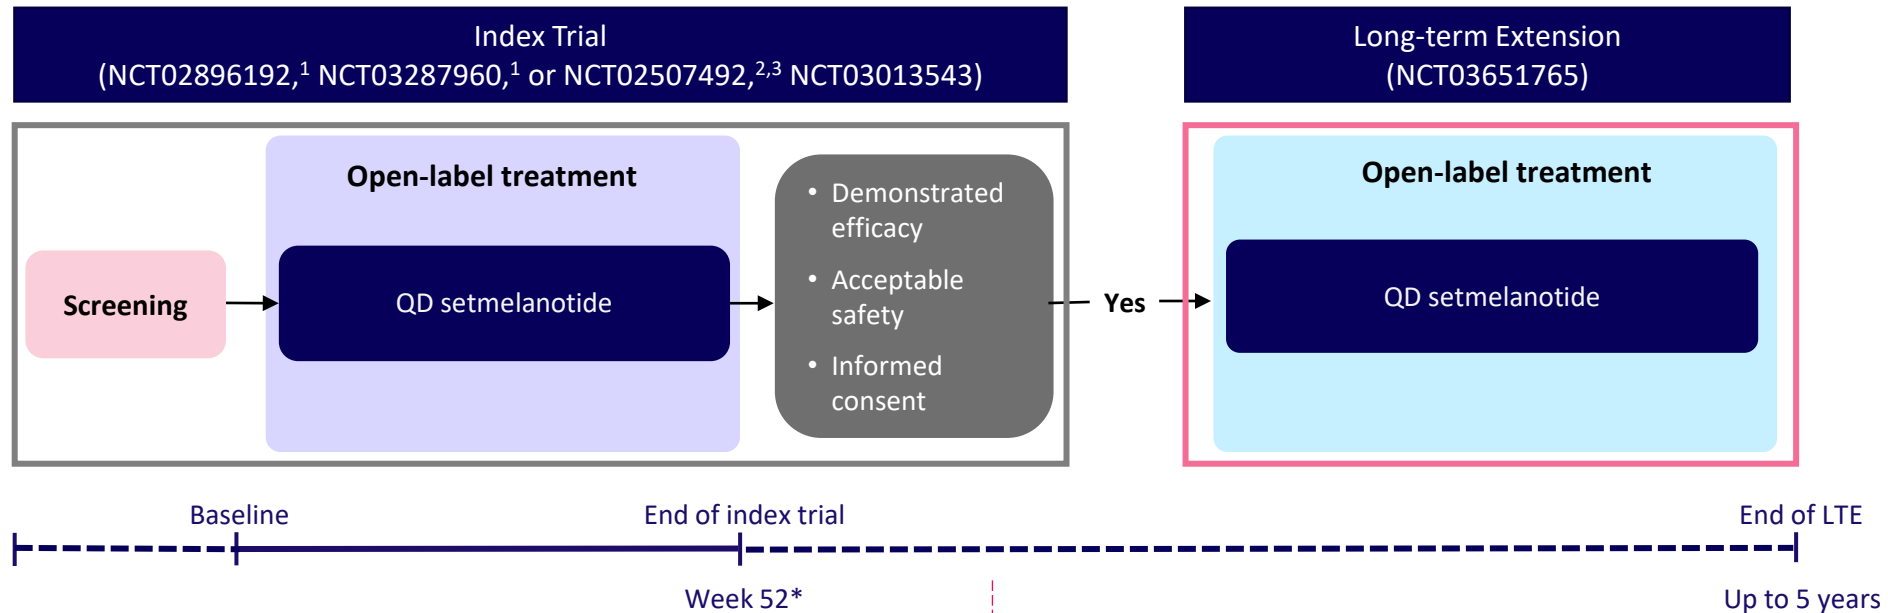 Index Trial
(NCT02896192,¹ NCT03287960,¹ or NCT02507492,²,³ NCT03013543)
Long-term Extension
(NCT03651765)
Open-label treatment
Screening
QD setmelanotide
• Demonstrated
efficacy
• Acceptable
safety
• Informed
consent
Yes
Open-label treatment
QD setmelanotide
Baseline
End of index trial
End of LTE
Week 52*
Up to 5 years